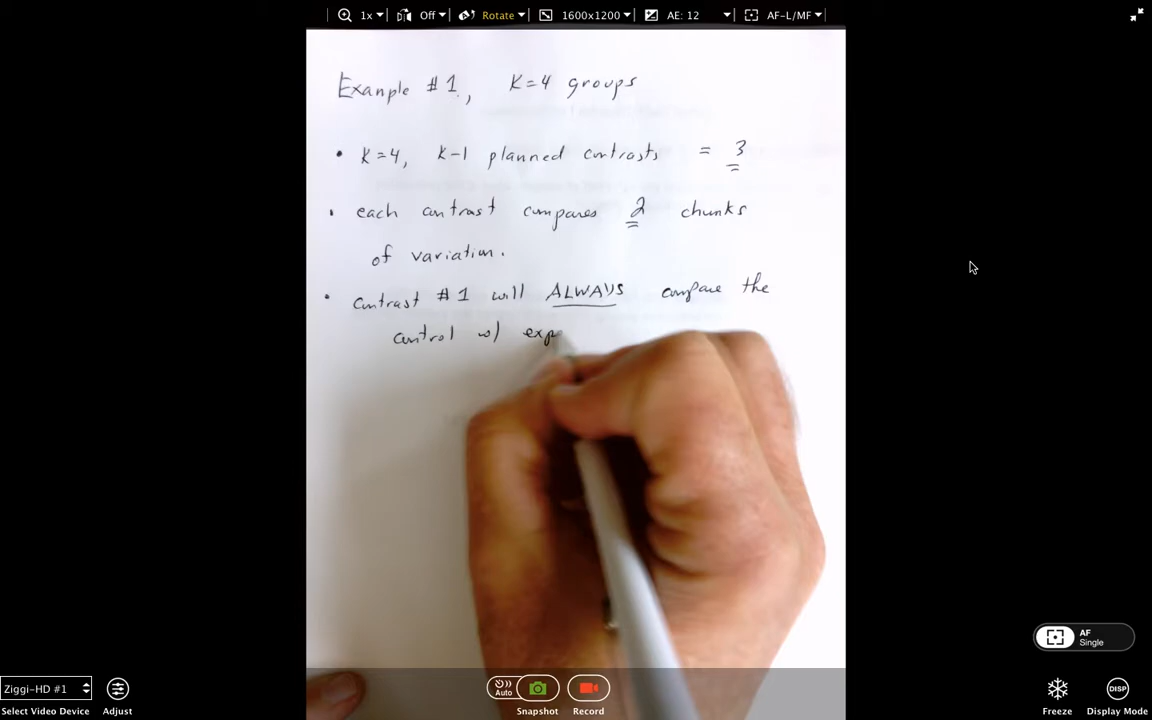 1x Off Rotate 1600x1200 AE: 12 AF-L/MF
Example #1, K=4 groups
• K=4, K-1 planned contrasts = 3
• each contrast compares 2 chunks
of variation.
• contrast #1 will ALWAYS compare the
control w/ exp
AF
Single
Ziggi-HD #1
Auto
Select Video Device Adjust Snapshot Record Freeze Display Mode
DISP